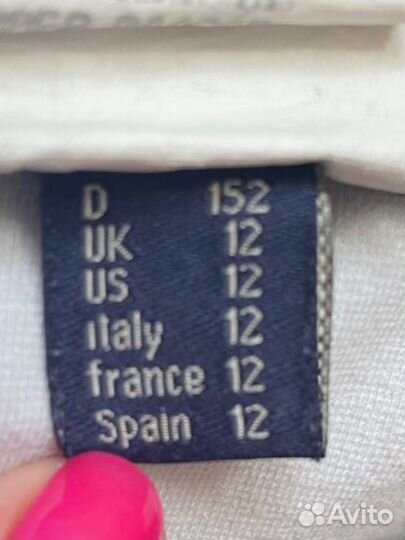 D 152
UK 12
US 12
italy 12
france 12
Spain 12
Avito